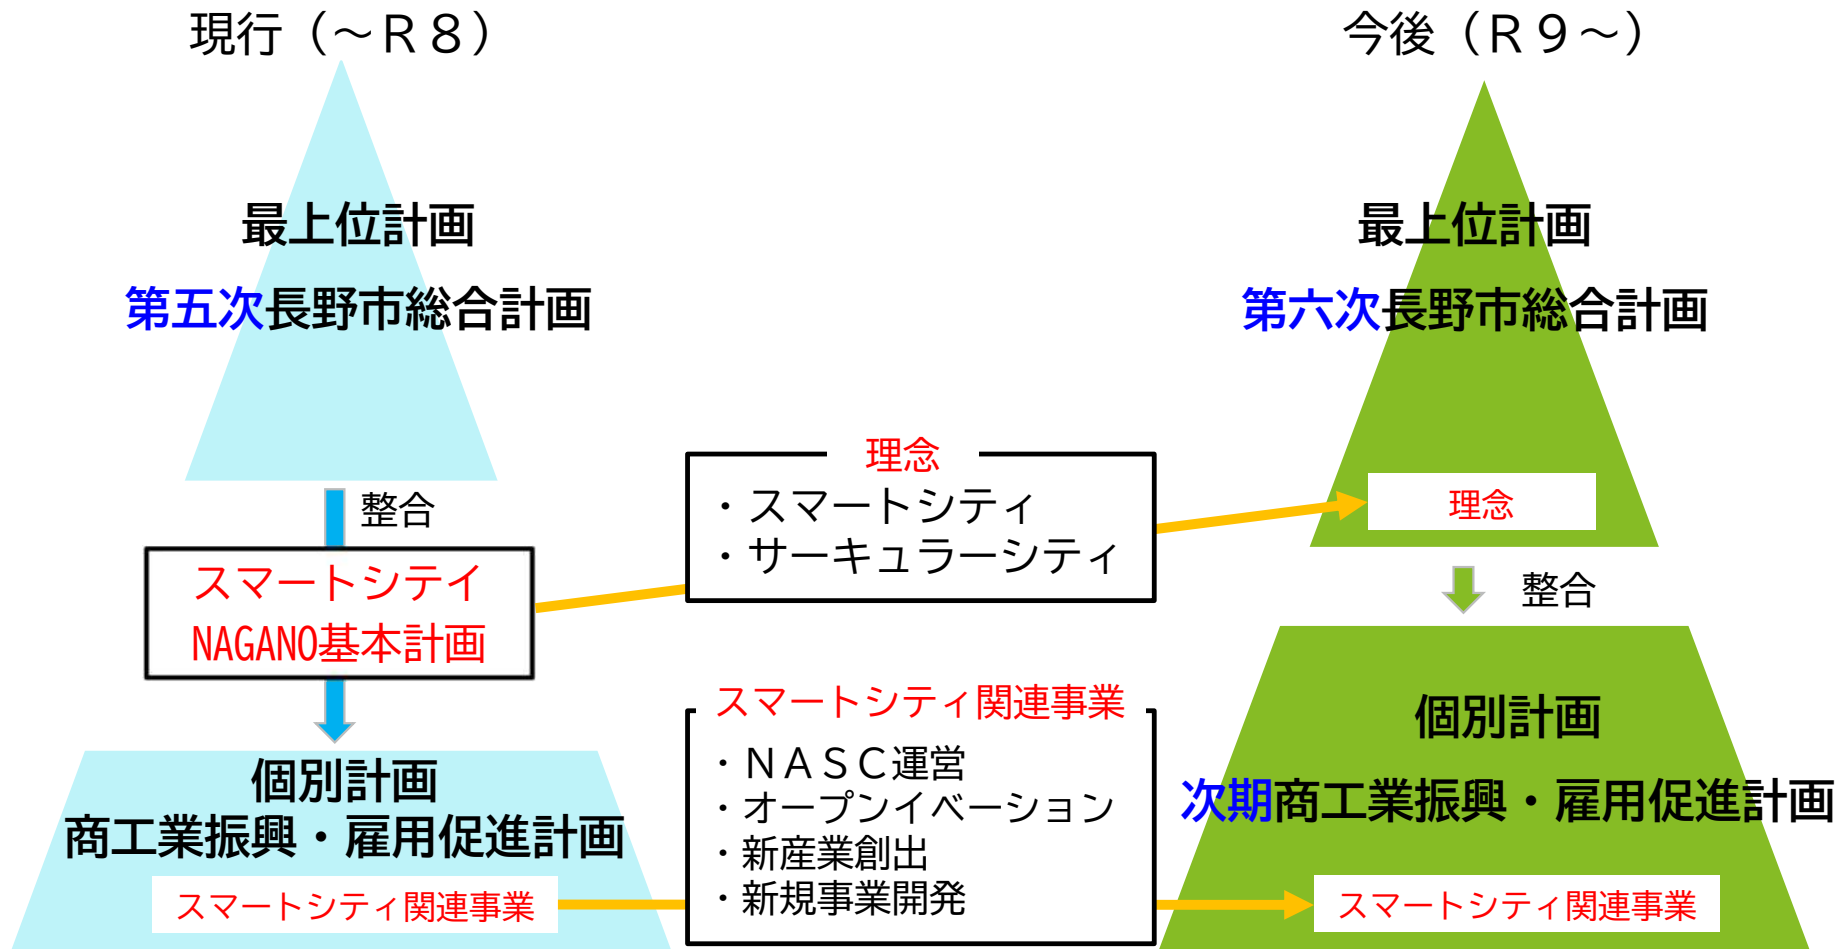 現行（～Ｒ８）
最上位計画
第五次長野市総合計画
整合
スマートシテイ
NAGANO基本計画
個別計画
商工業振興・雇用促進計画
スマートシティ関連事業
理念
・スマートシティ
・サーキュラーシティ
スマートシティ関連事業
・ＮＡＳＣ運営
・オープンイベーション
・新産業創出
・新規事業開発
今後（Ｒ９～）
最上位計画
第六次長野市総合計画
理念
整合
個別計画
次期商工業振興・雇用促進計画
スマートシティ関連事業